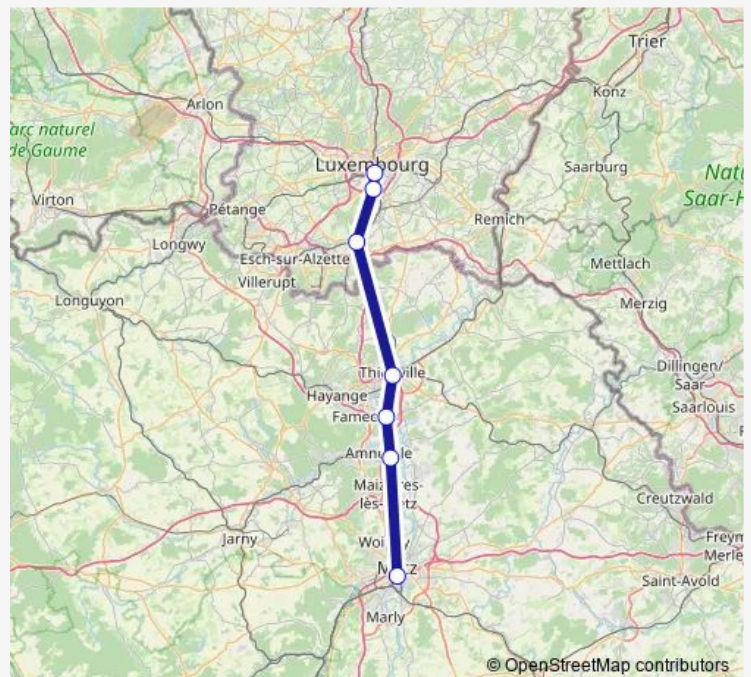 Trier
Konz
Arlon
arc naturel
de Gaume
Luxembourg
Saarburg
Natu
Saar-H
Virton
Pétange
Remich
Longwy
Esch-sur-Alzette
Mettlach
Villerupt
Longuyon
Merzig
Dillingen/
Saar
Hayange
Saarlouis
Creutzwald
Jarny
Freym
Merle
Saint-Avold
Marly
© OpenStreetMap contributors